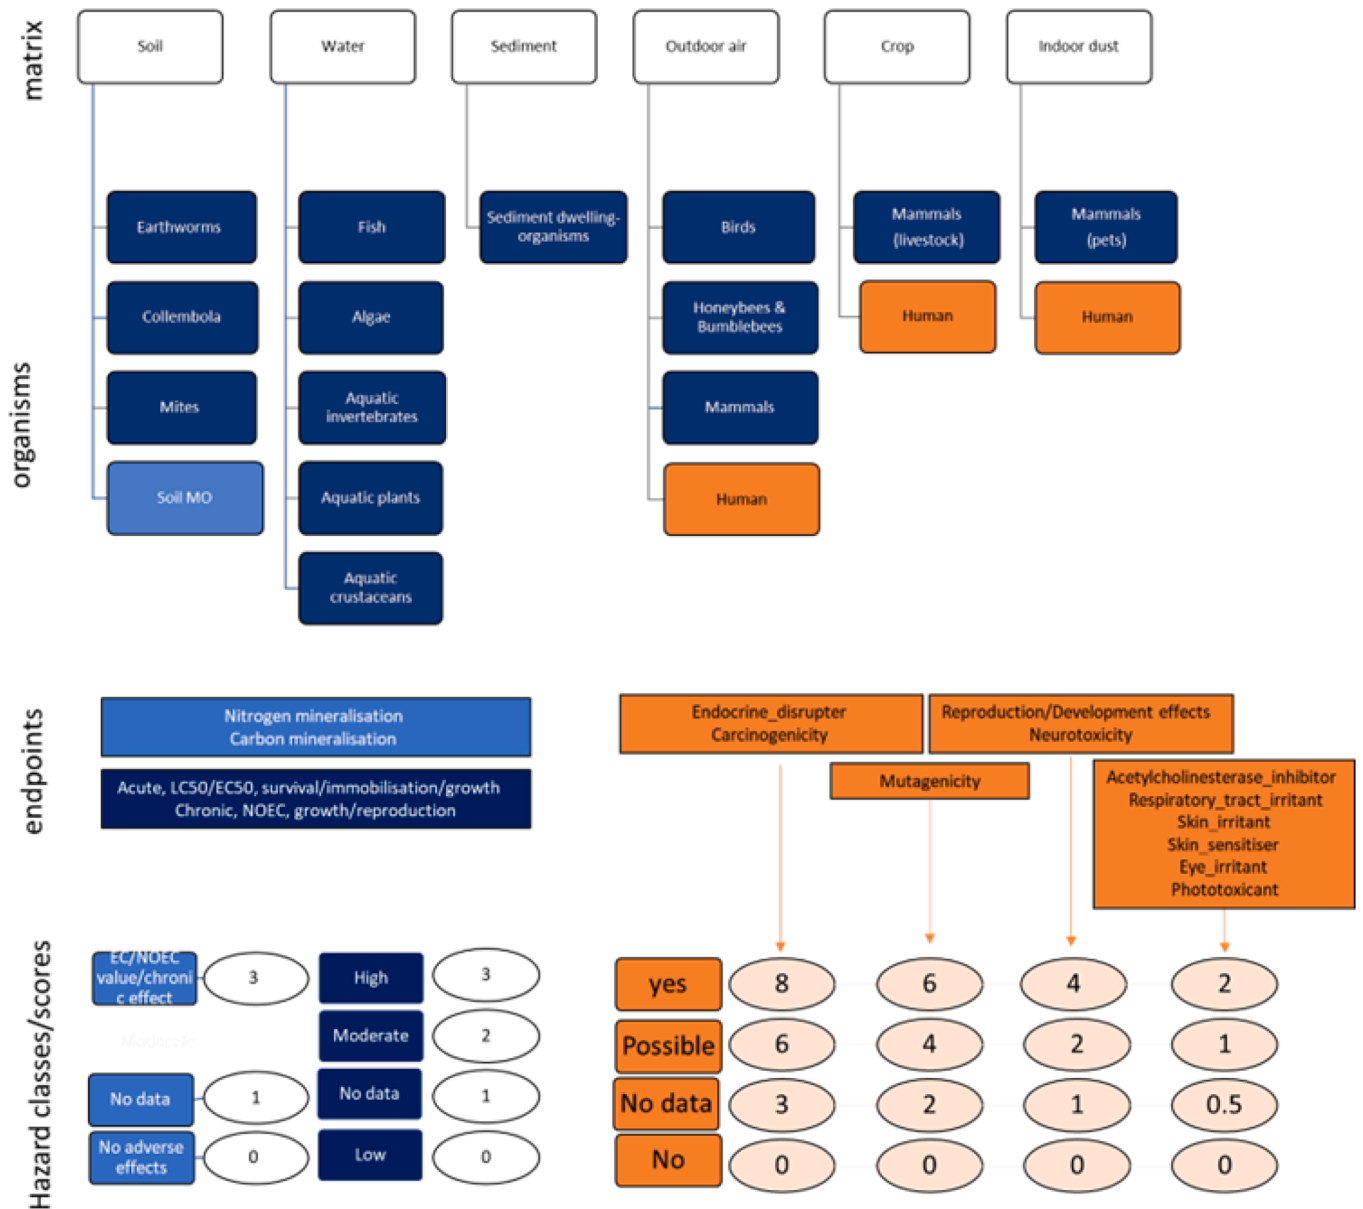 matrix
Soil
Water
Sediment
Outdoor air
Crop
Indoor dust
organisms
Earthworms
Collembola
Mites
Soil MO
Fish
Algae
Aquatic
invertebrates
Aquatic plants
Aquatic
crustaceans
Sediment dwelling-
organisms
Birds
Honeybees &
Bumblebees
Mammals
Human
Mammals
(livestock)
Human
Mammals
(pets)
Human
endpoints
Nitrogen mineralisation
Carbon mineralisation
Acute, LC50/EC50, survival/immobilisation/growth
Chronic, NOEC, growth/reproduction
Endocrine_disrupter
Carcinogenicity
Mutagenicity
Reproduction/Development effects
Neurotoxicity
Acetylcholinesterase_inhibitor
Respiratory_tract_irritant
Skin_irritant
Skin_sensitiser
Eye_irritant
Phototoxicant
Hazard classes/scores
EC/NOEC
value/chroni
c effect
3
Moderate
No data
1
No adverse
effects
0
High
3
Moderate
2
No data
1
Low
0
yes
8
6
4
2
Possible
6
4
2
1
No data
3
2
1
0.5
No
0
0
0
0